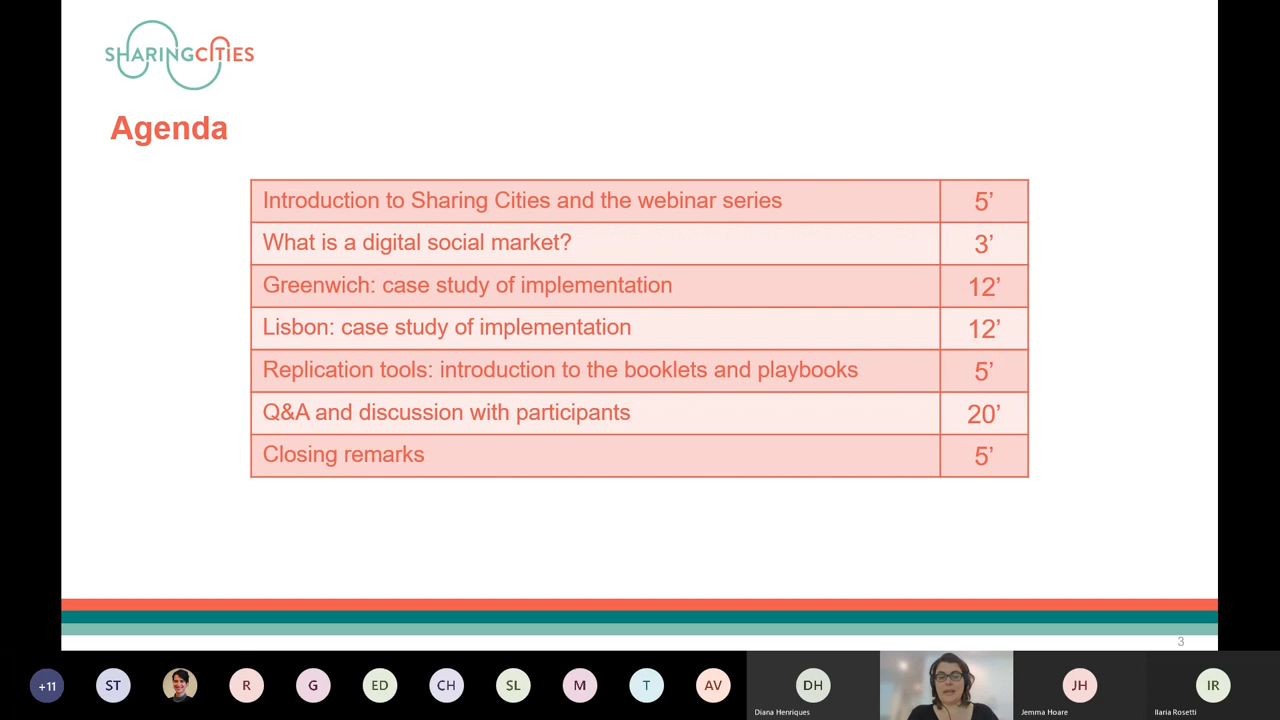 SHARINGCITIES
Agenda
Introduction to Sharing Cities and the webinar series 5’
What is a digital social market? 3’
Greenwich: case study of implementation 12’
Lisbon: case study of implementation 12’
Replication tools: introduction to the booklets and playbooks 5’
Q&A and discussion with participants 20’
Closing remarks 5’
3
+11 ST R G ED CH SL M T AV DH JH IR
Diana Henriques Jemma Hoare Ilaria Rosetti